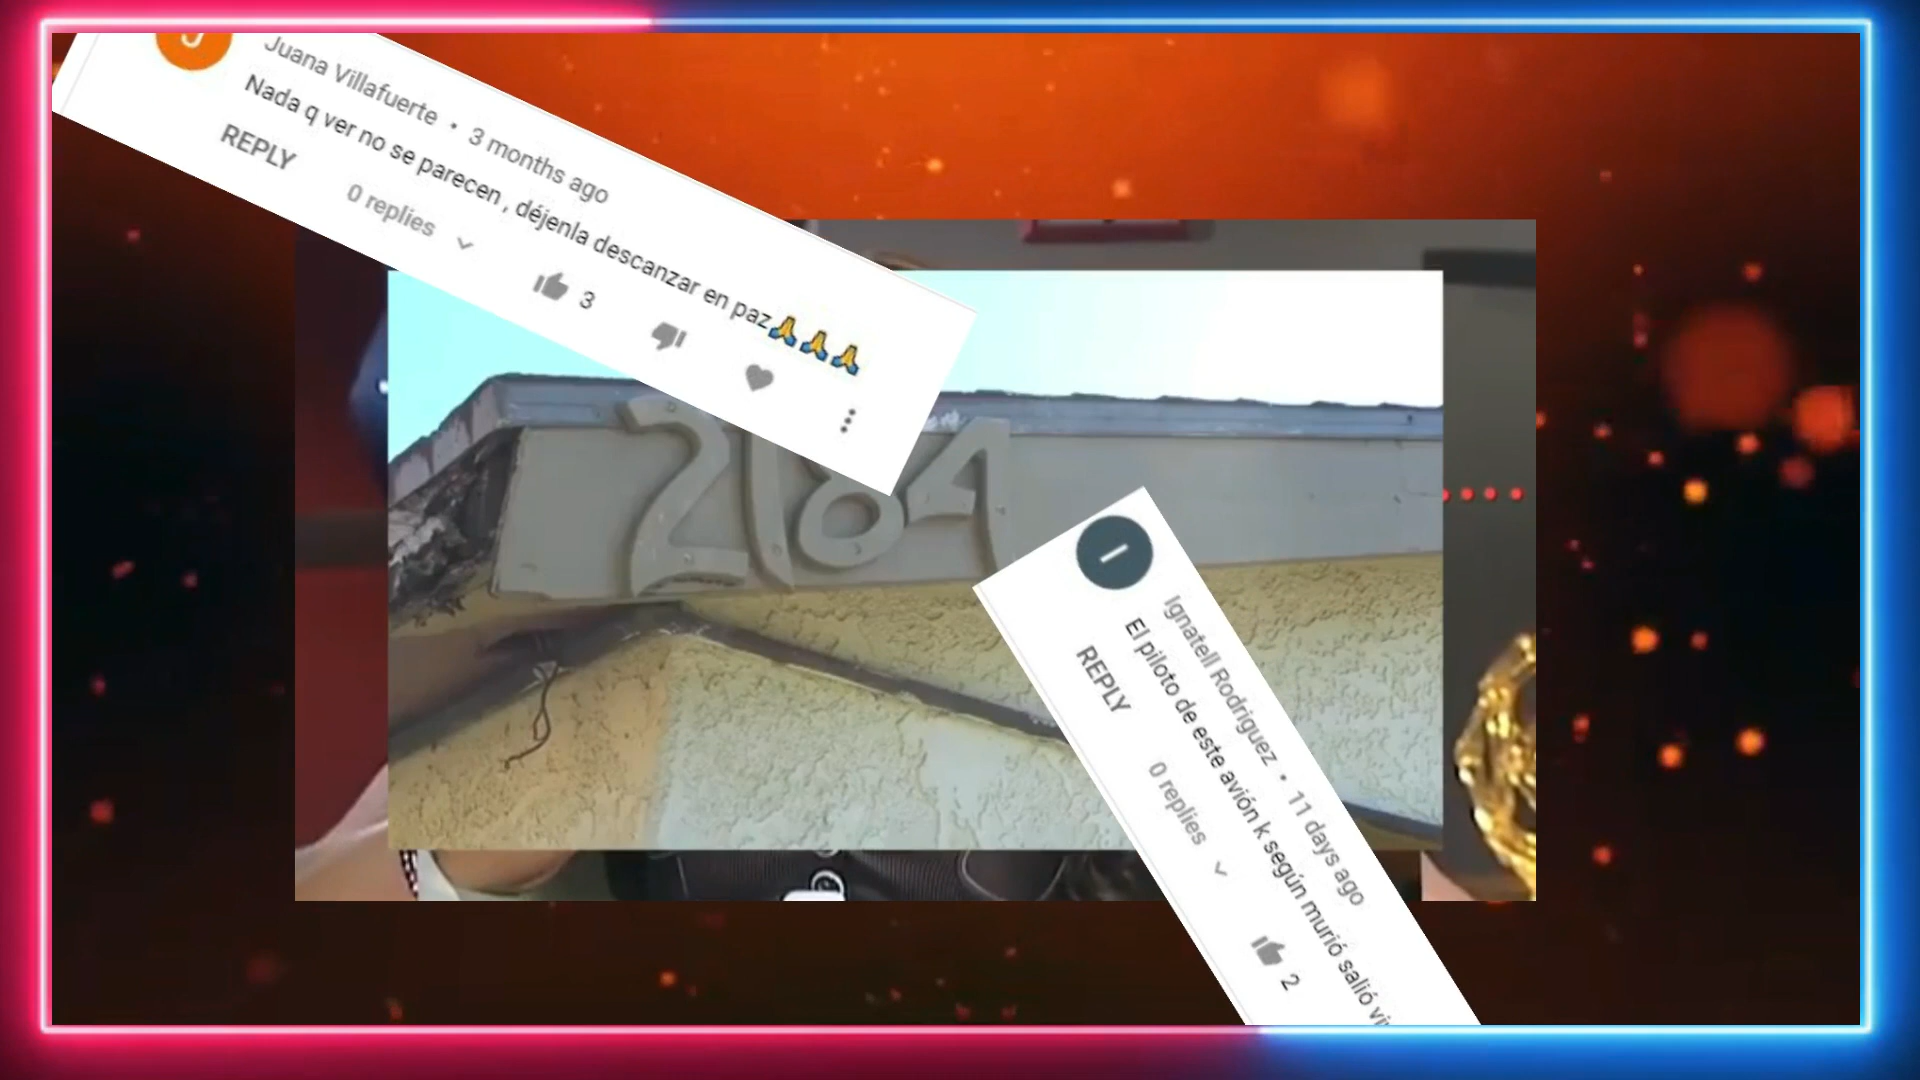 Juana Villafuerte • 3 months ago
Nada q ver no se parecen , déjenla descanzar en paz🙏🙏🙏
REPLY
0 replies
3
2184
Ignatell Rodriguez • 11 days ago
El piloto de este avión k según murió salió
REPLY
0 replies
2